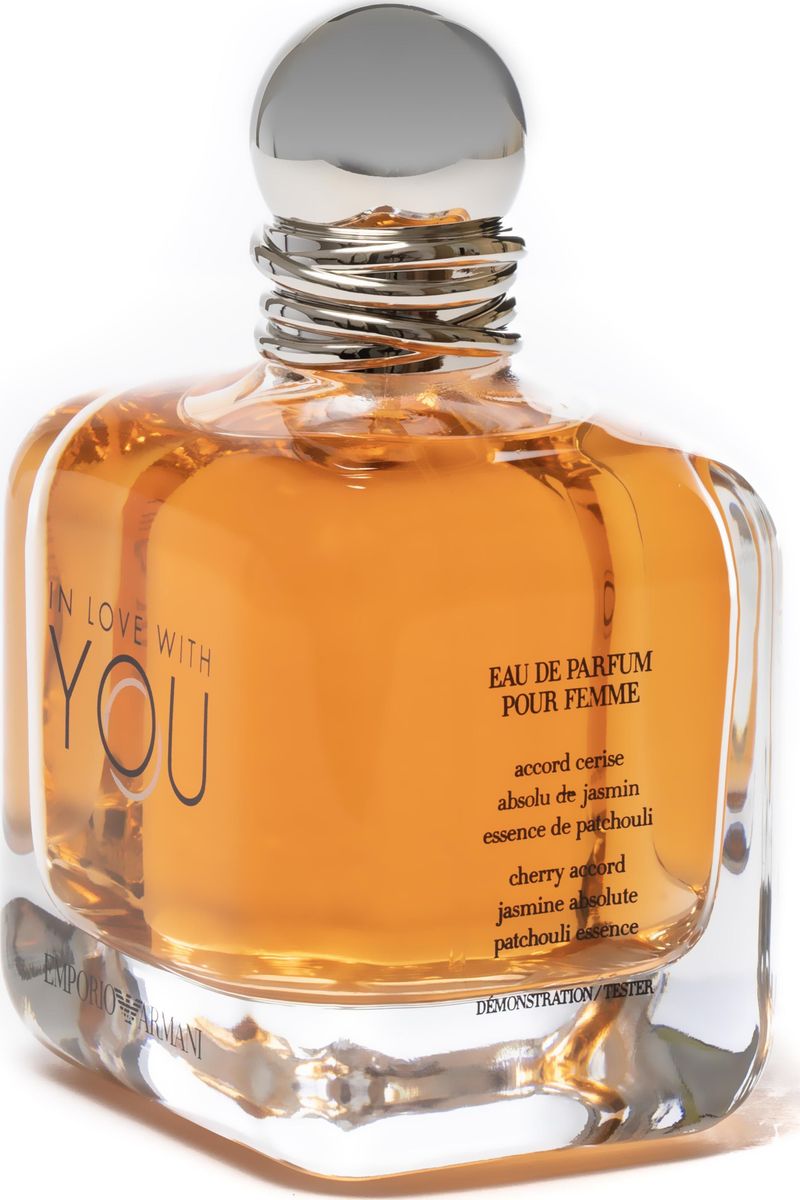 IN LOVE WITH
YOU
EMPORIO ARMANI
EAU DE PARFUM
POUR FEMME
accord cerise
absolu de jasmin
essence de patchouli
cherry accord
jasmine absolute
patchouli essence
DÉMONSTRATION/TESTER